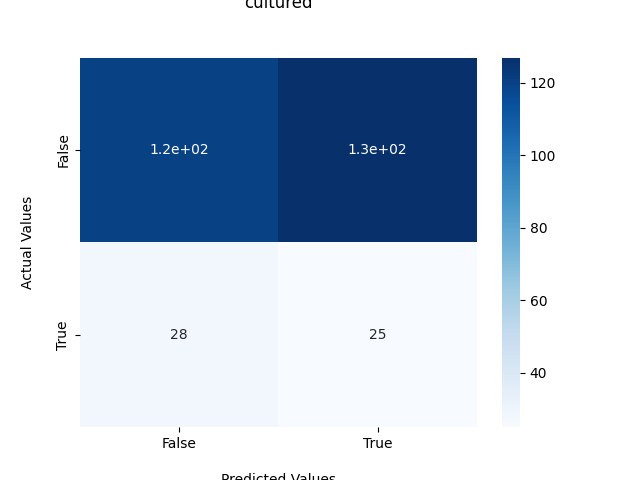 cultured
120
1.2e+02 1.3e+02
False
100
80
Actual Values
60
28 25
True
40
False True
Predicted Values